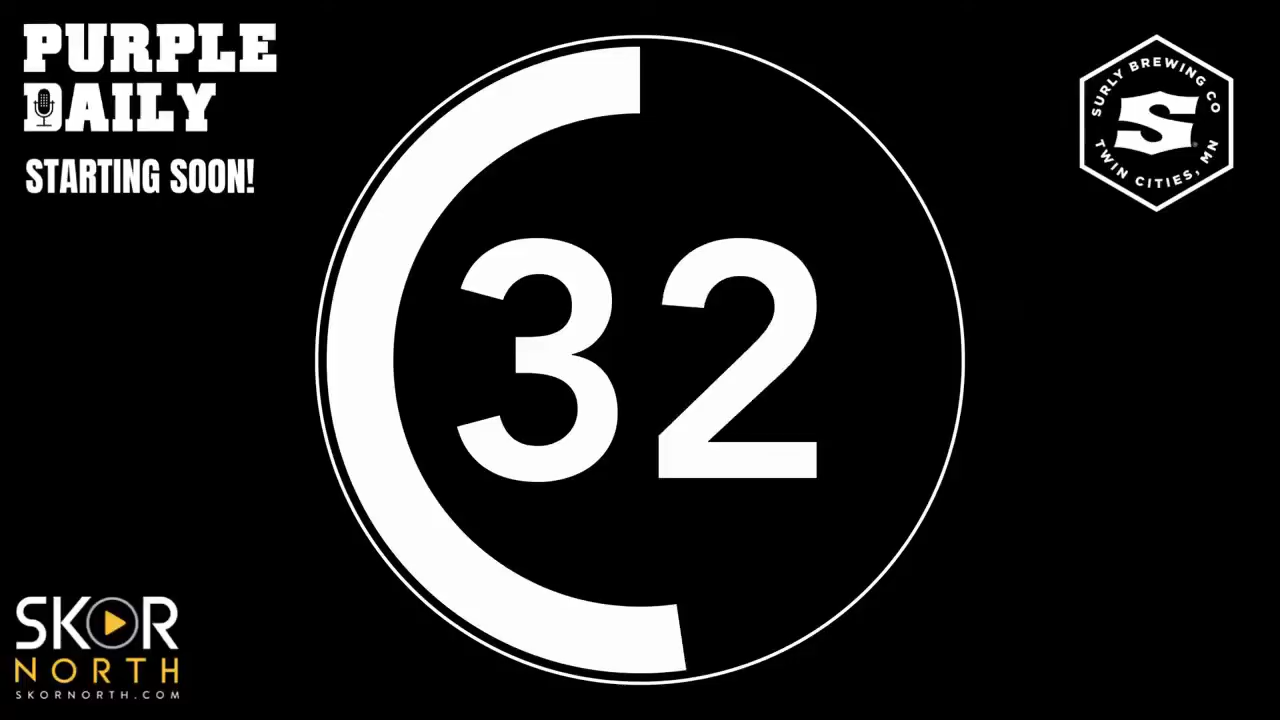 PURPLE
DAILY
STARTING SOON!
SURLY BREWING CO
S
TWIN CITIES, MN
32
SKOR
NORTH
SKORNORTH.COM